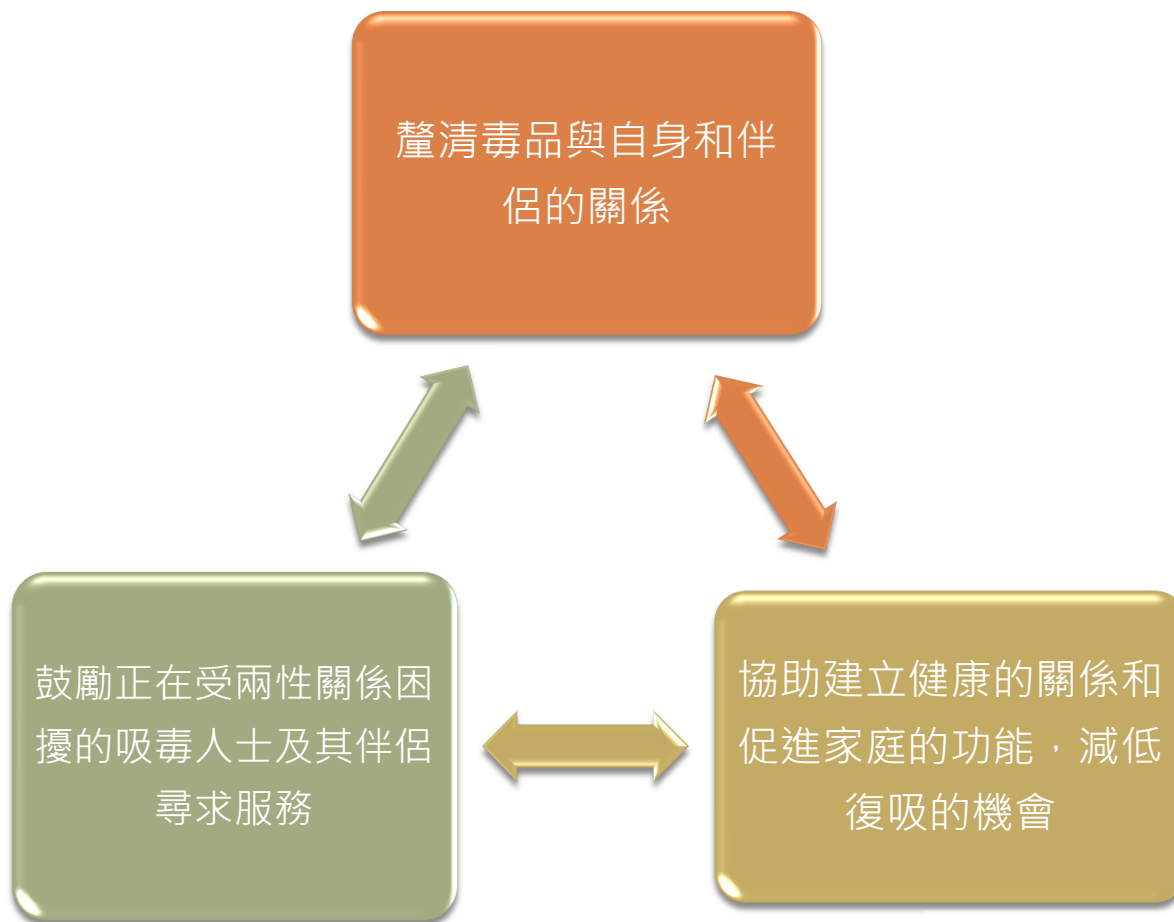 釐清毒品與自身和伴
侶的關係
鼓勵正在受兩性關係困
擾的吸毒人士及其伴侶
尋求服務
協助建立健康的關係和
促進家庭的功能，減低
復吸的機會